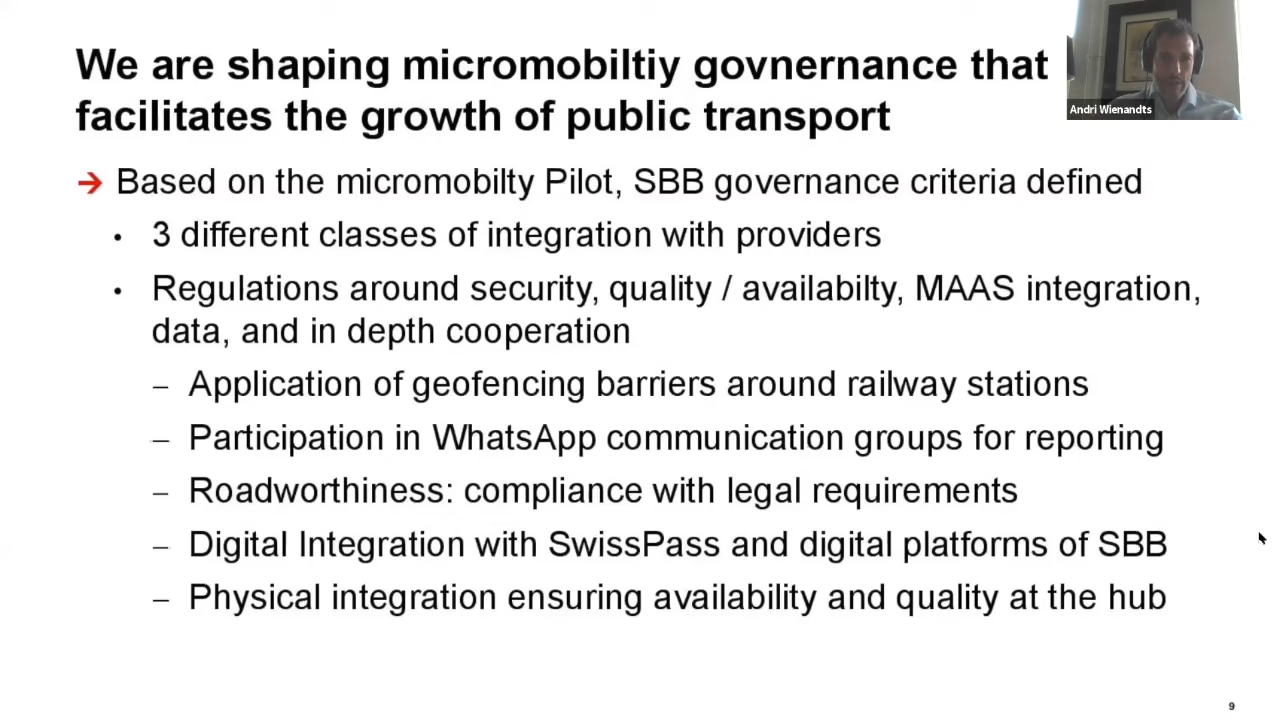 We are shaping micromobiltiy govnernance that
facilitates the growth of public transport
Andri Wienandts
→ Based on the micromobilty Pilot, SBB governance criteria defined
• 3 different classes of integration with providers
• Regulations around security, quality / availabilty, MAAS integration,
data, and in depth cooperation
– Application of geofencing barriers around railway stations
– Participation in WhatsApp communication groups for reporting
– Roadworthiness: compliance with legal requirements
– Digital Integration with SwissPass and digital platforms of SBB
– Physical integration ensuring availability and quality at the hub
9